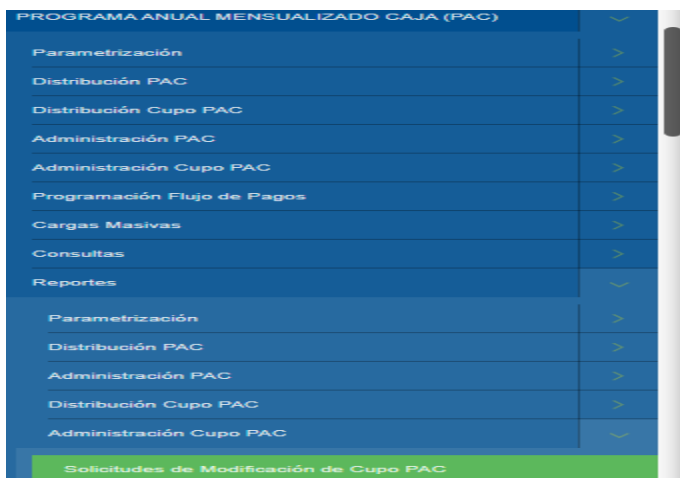 PROGRAMA ANUAL MENSUALIZADO CAJA (PAC)
Parametrización
Distribución PAC
Distribución Cupo PAC
Administración PAC
Administración Cupo PAC
Programación Flujo de Pagos
Cargas Masivas
Consultas
Reportes
Parametrización
Distribución PAC
Administración PAC
Distribución Cupo PAC
Administración Cupo PAC
Solicitudes de Modificación de Cupo PAC